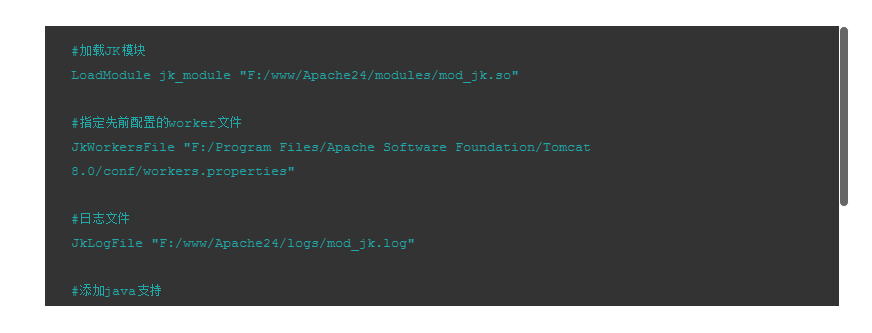 #加载JK模块
LoadModule jk_module "F:/www/Apache24/modules/mod_jk.so"
#指定先前配置的worker文件
JkWorkersFile "F:/Program Files/Apache Software Foundation/Tomcat
8.0/conf/workers.properties"
#日志文件
JkLogFile "F:/www/Apache24/logs/mod_jk.log"
#添加java支持